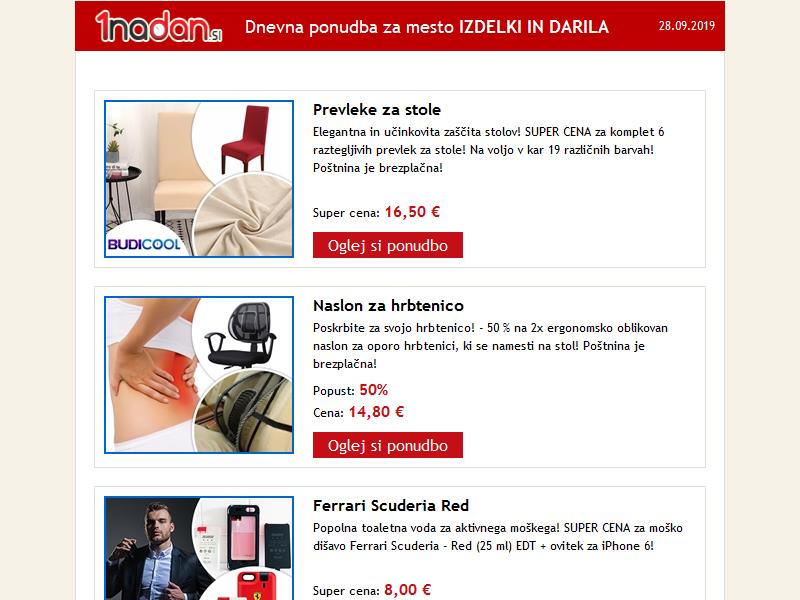 1nadan.si
Dnevna ponudba za mesto IZDELKI IN DARILA
28.09.2019
Prevleke za stole
Elegantna in učinkovita zaščita stolov! SUPER CENA za komplet 6
raztegljivih prevlek za stole! Na voljo v kar 19 različnih barvah!
Poštnina je brezplačna!
Super cena: 16,50 €
Oglej si ponudbo
BUDICOOL
Naslon za hrbtenico
Poskrbite za svojo hrbtenico! - 50 % na 2x ergonomsko oblikovan
naslon za oporo hrbtenici, ki se namesti na stol! Poštnina je
brezplačna!
Popust: 50%
Cena: 14,80 €
Oglej si ponudbo
Ferrari Scuderia Red
Popolna toaletna voda za aktivnega moškega! SUPER CENA za moško
dišavo Ferrari Scuderia - Red (25 ml) EDT + ovitek za iPhone 6!
Super cena: 8,00 €